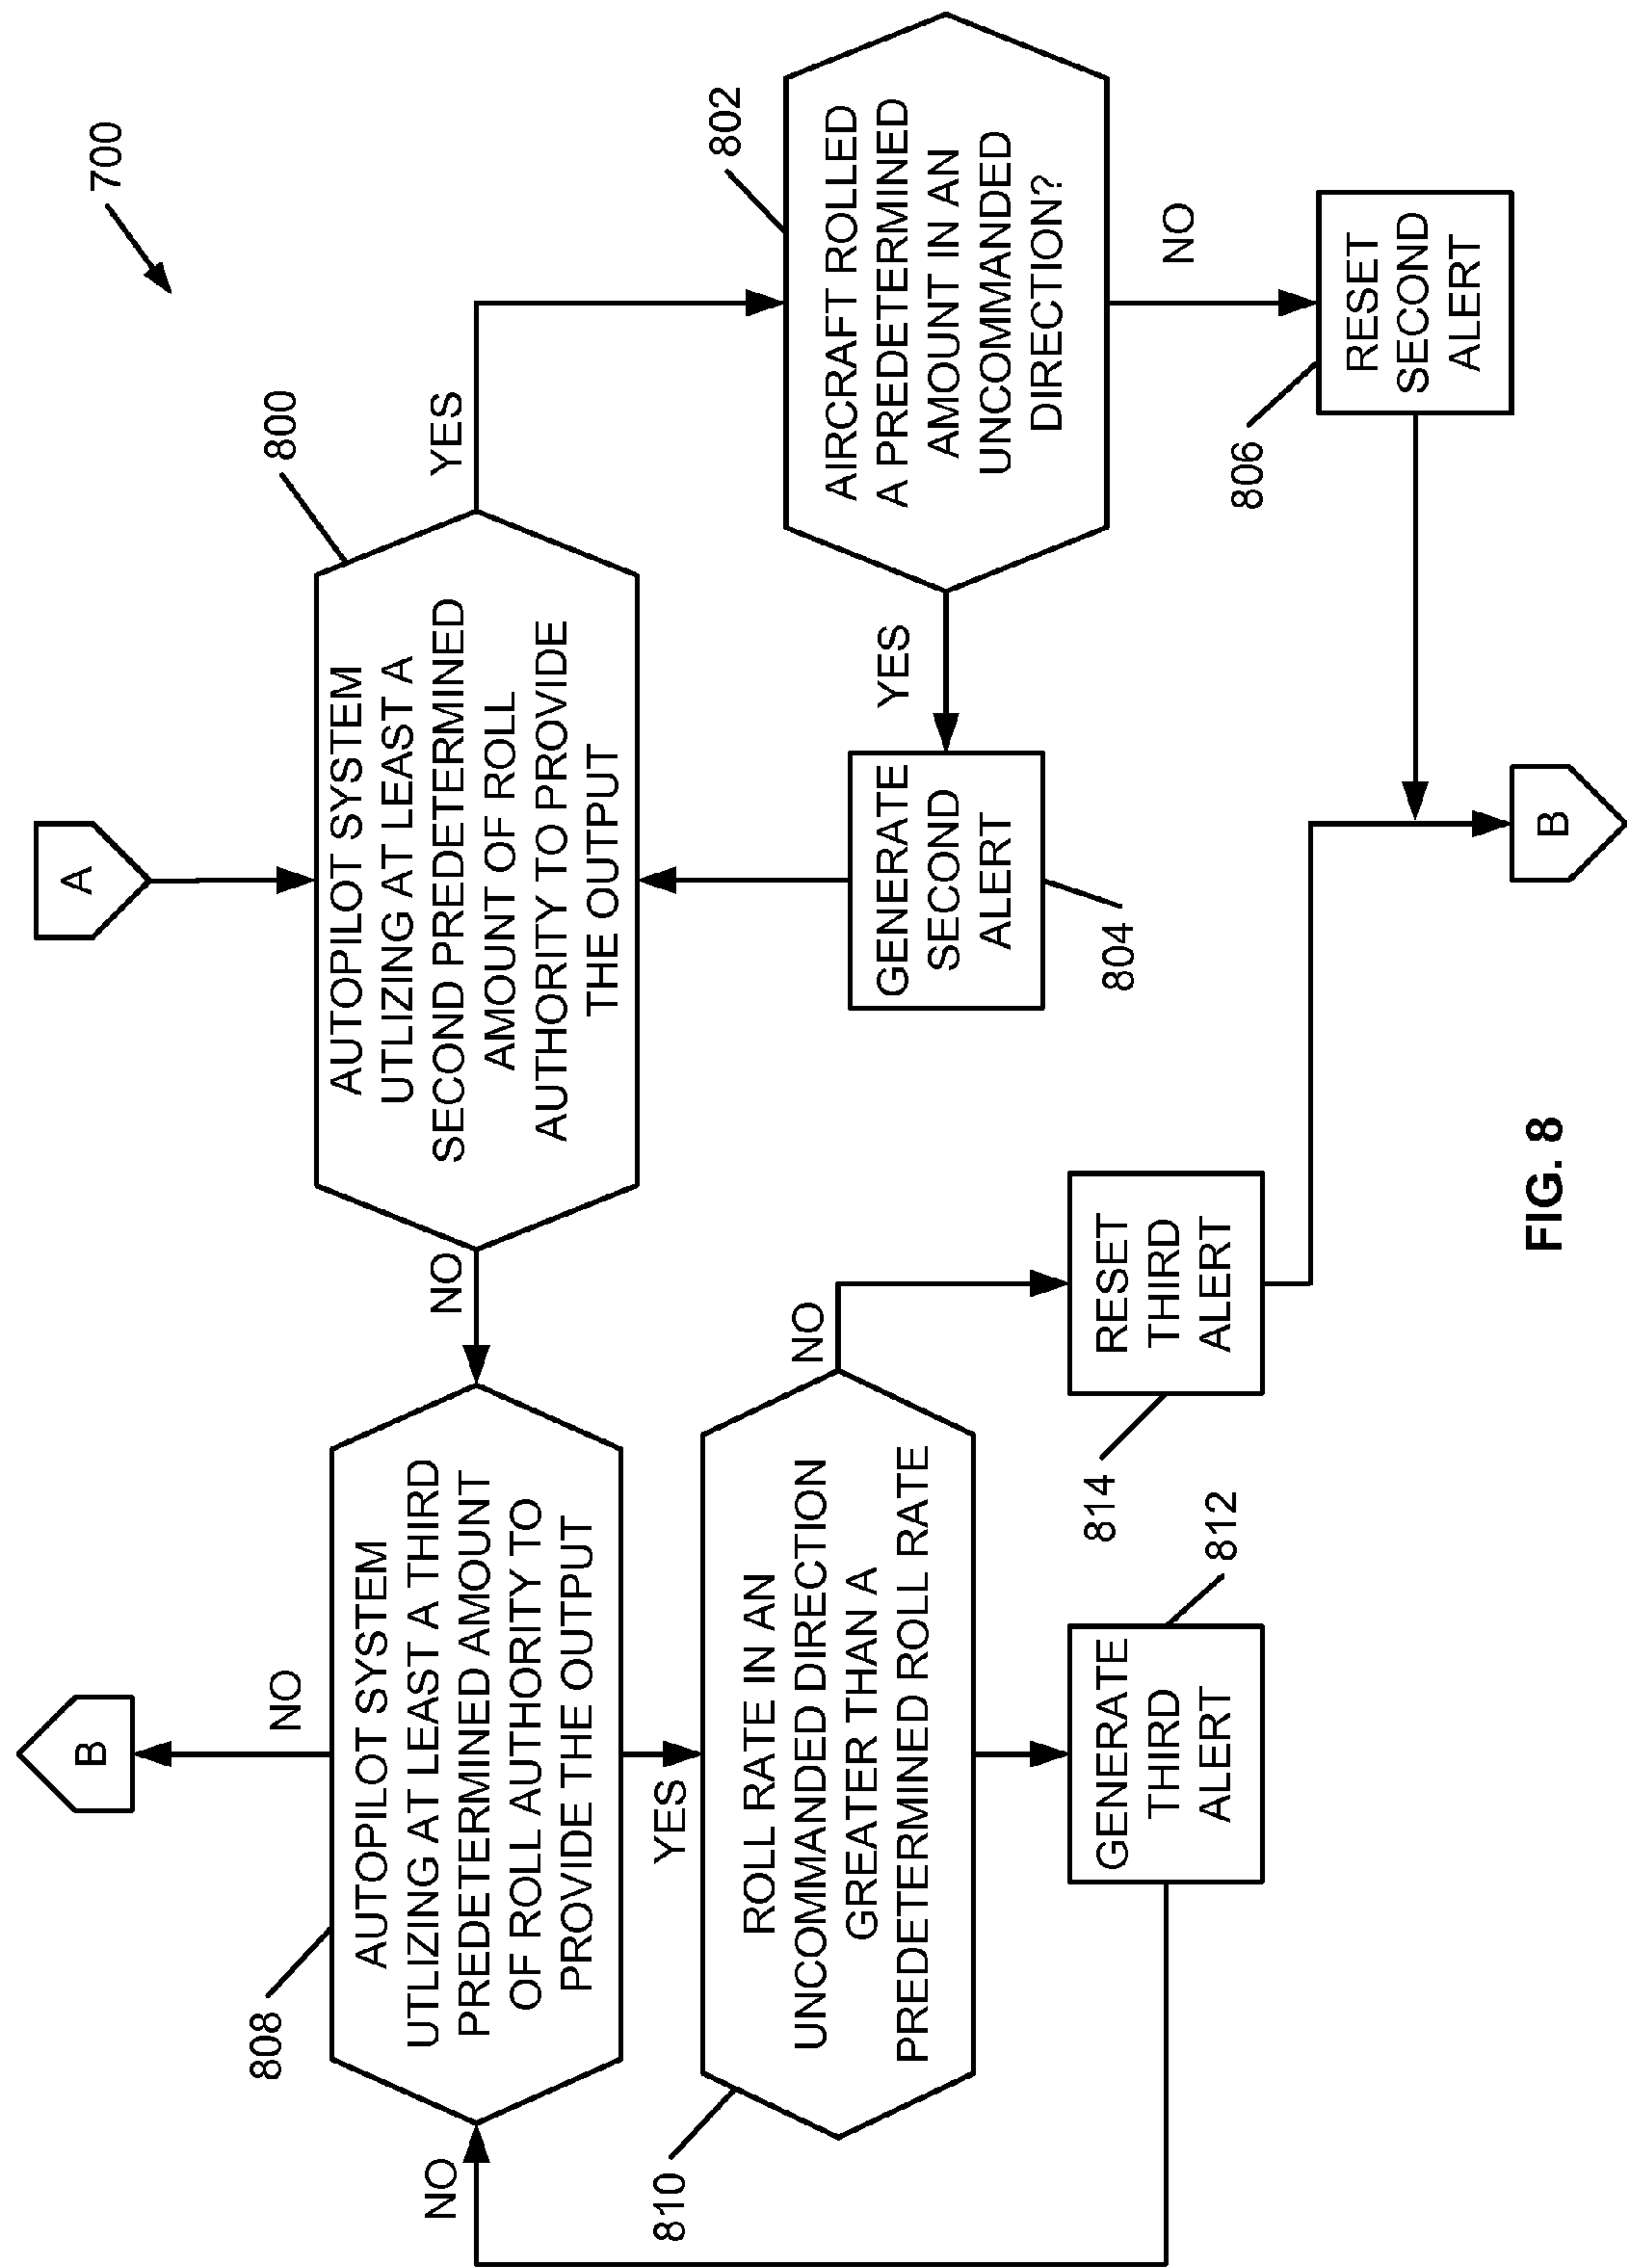 700
A
800
AUTOPILOT SYSTEM
UTLIZING AT LEAST A
SECOND PREDETERMINED
AMOUNT OF ROLL
AUTHORITY TO PROVIDE
THE OUTPUT
YES
NO
802
AIRCRAFT ROLLED
A PREDETERMINED
AMOUNT IN AN
UNCOMMANDED
DIRECTION?
YES
NO
GENERATE
SECOND
ALERT
804
806
RESET
SECOND
ALERT
B
B
NO
808
AUTOPILOT SYSTEM
UTLIZING AT LEAST A THIRD
PREDETERMINED AMOUNT
OF ROLL AUTHORITY TO
PROVIDE THE OUTPUT
NO
YES
810
ROLL RATE IN AN
UNCOMMANDED DIRECTION
GREATER THAN A
PREDETERMINED ROLL RATE
NO
GENERATE
THIRD
ALERT
812
RESET
THIRD
ALERT
814
FIG. 8